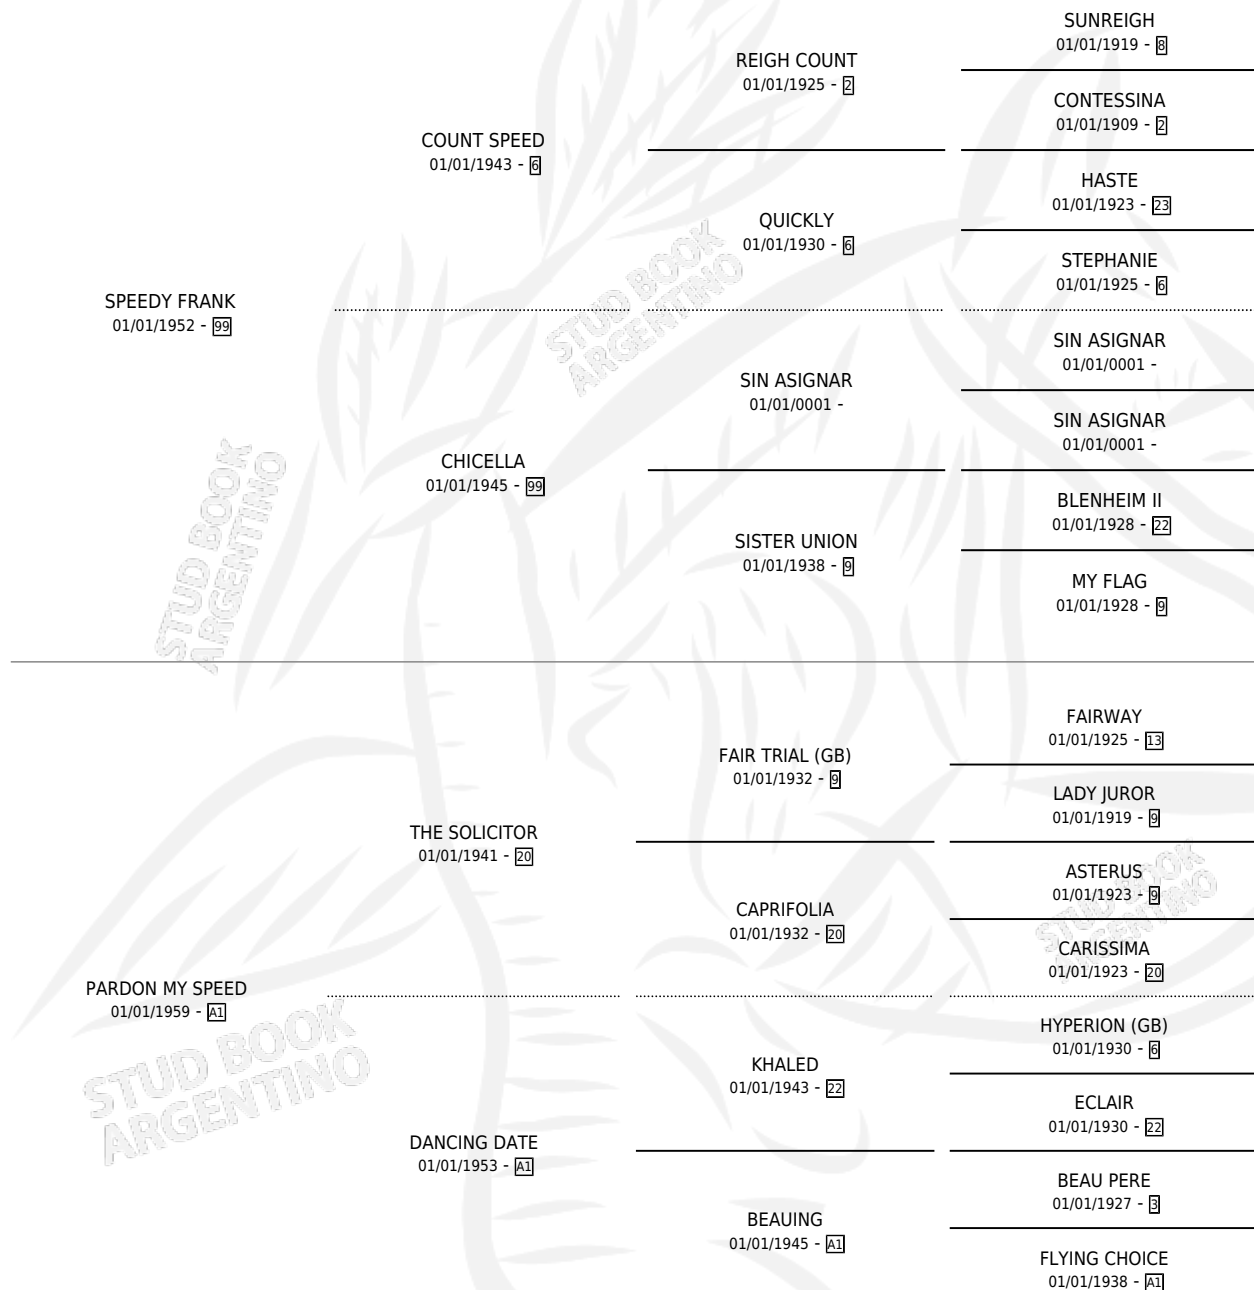 SUNREIGH
01/01/1919 - 8
REIGH COUNT
01/01/1925 - 2
CONTESSINA
01/01/1909 - 2
COUNT SPEED
01/01/1943 - 6
HASTE
01/01/1923 - 23
QUICKLY
01/01/1930 - 6
STEPHANIE
01/01/1925 - 6
SPEEDY FRANK
01/01/1952 - 99
SIN ASIGNAR
01/01/0001 -
SIN ASIGNAR
01/01/0001 -
SIN ASIGNAR
01/01/0001 -
CHICELLA
01/01/1945 - 99
BLENHEIM II
01/01/1928 - 22
SISTER UNION
01/01/1938 - 9
MY FLAG
01/01/1928 - 9
FAIRWAY
01/01/1925 - 13
FAIR TRIAL (GB)
01/01/1932 - 9
LADY JUROR
01/01/1919 - 9
THE SOLICITOR
01/01/1941 - 20
ASTERUS
01/01/1923 - 9
CAPRIFOLIA
01/01/1932 - 20
CARISSIMA
01/01/1923 - 20
PARDON MY SPEED
01/01/1959 - A1
HYPERION (GB)
01/01/1930 - 6
KHALED
01/01/1943 - 22
ECLAIR
01/01/1930 - 22
DANCING DATE
01/01/1953 - A1
BEAU PERE
01/01/1927 - 3
BEAUING
01/01/1945 - A1
FLYING CHOICE
01/01/1938 - A1
STUD BOOK
ARGENTINO
STUD BOOK
ARGENTINO
STUD BOOK
ARGENTINO
STUD BOOK
ARGENTINO